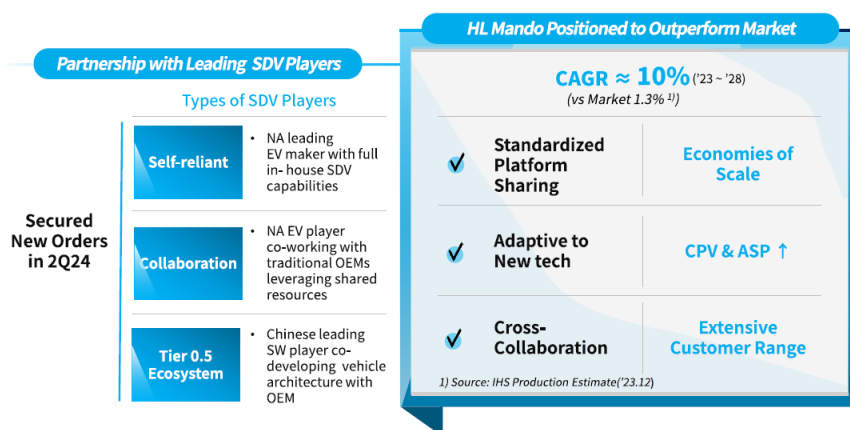 Partnership with Leading SDV Players
Types of SDV Players
Secured
New Orders
in 2Q24
Self-reliant
• NA leading
EV maker with full
in- house SDV
capabilities
Collaboration
• NA EV player
co-working with
traditional OEMs
leveraging shared
resources
Tier 0.5
Ecosystem
• Chinese leading
SW player co-
developing vehicle
architecture with
OEM
HL Mando Positioned to Outperform Market
CAGR ≈ 10% ('23 ~ '28)
(vs Market 1.3% 1))
Standardized
Platform
Sharing
Economies of
Scale
Adaptive to
New tech
CPV & ASP ↑
Cross-
Collaboration
Extensive
Customer Range
1) Source: IHS Production Estimate('23.12)